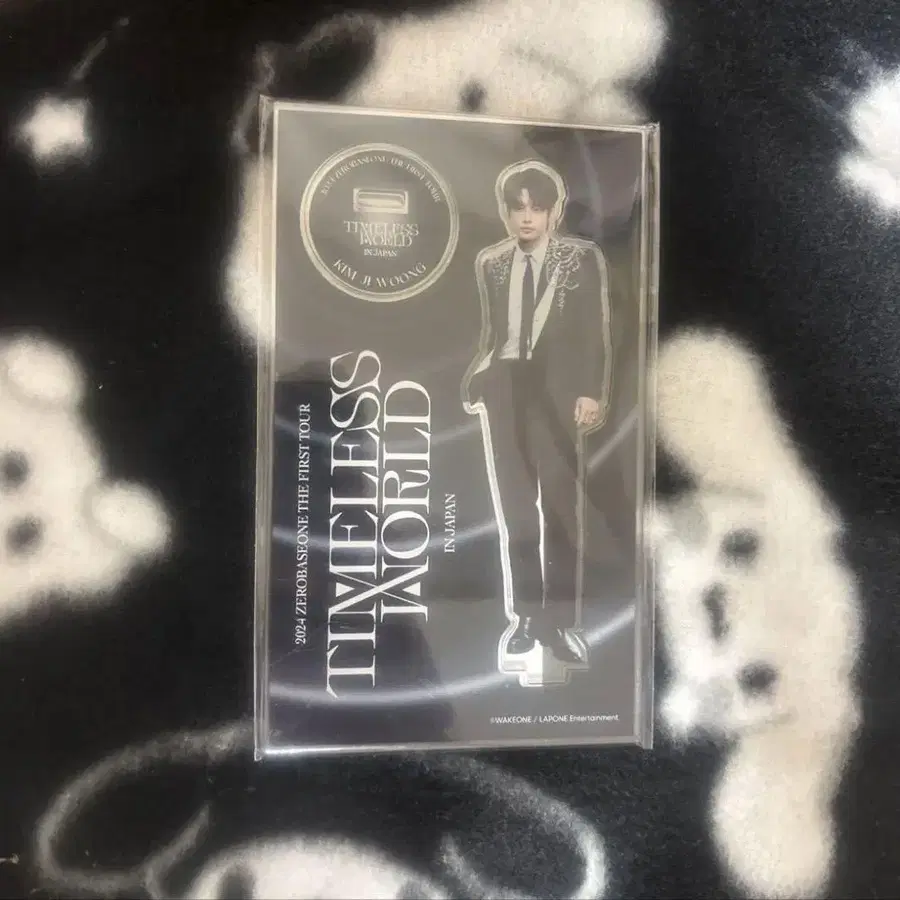 2024 ZEROBASEONE THE FIRST TOUR
TIMELESS
WORLD
IN JAPAN
KIM JI WOONG
2024 ZEROBASEONE THE FIRST TOUR
TIMELESS
WORLD
IN JAPAN
©WAKEONE / LAPONE Entertainment